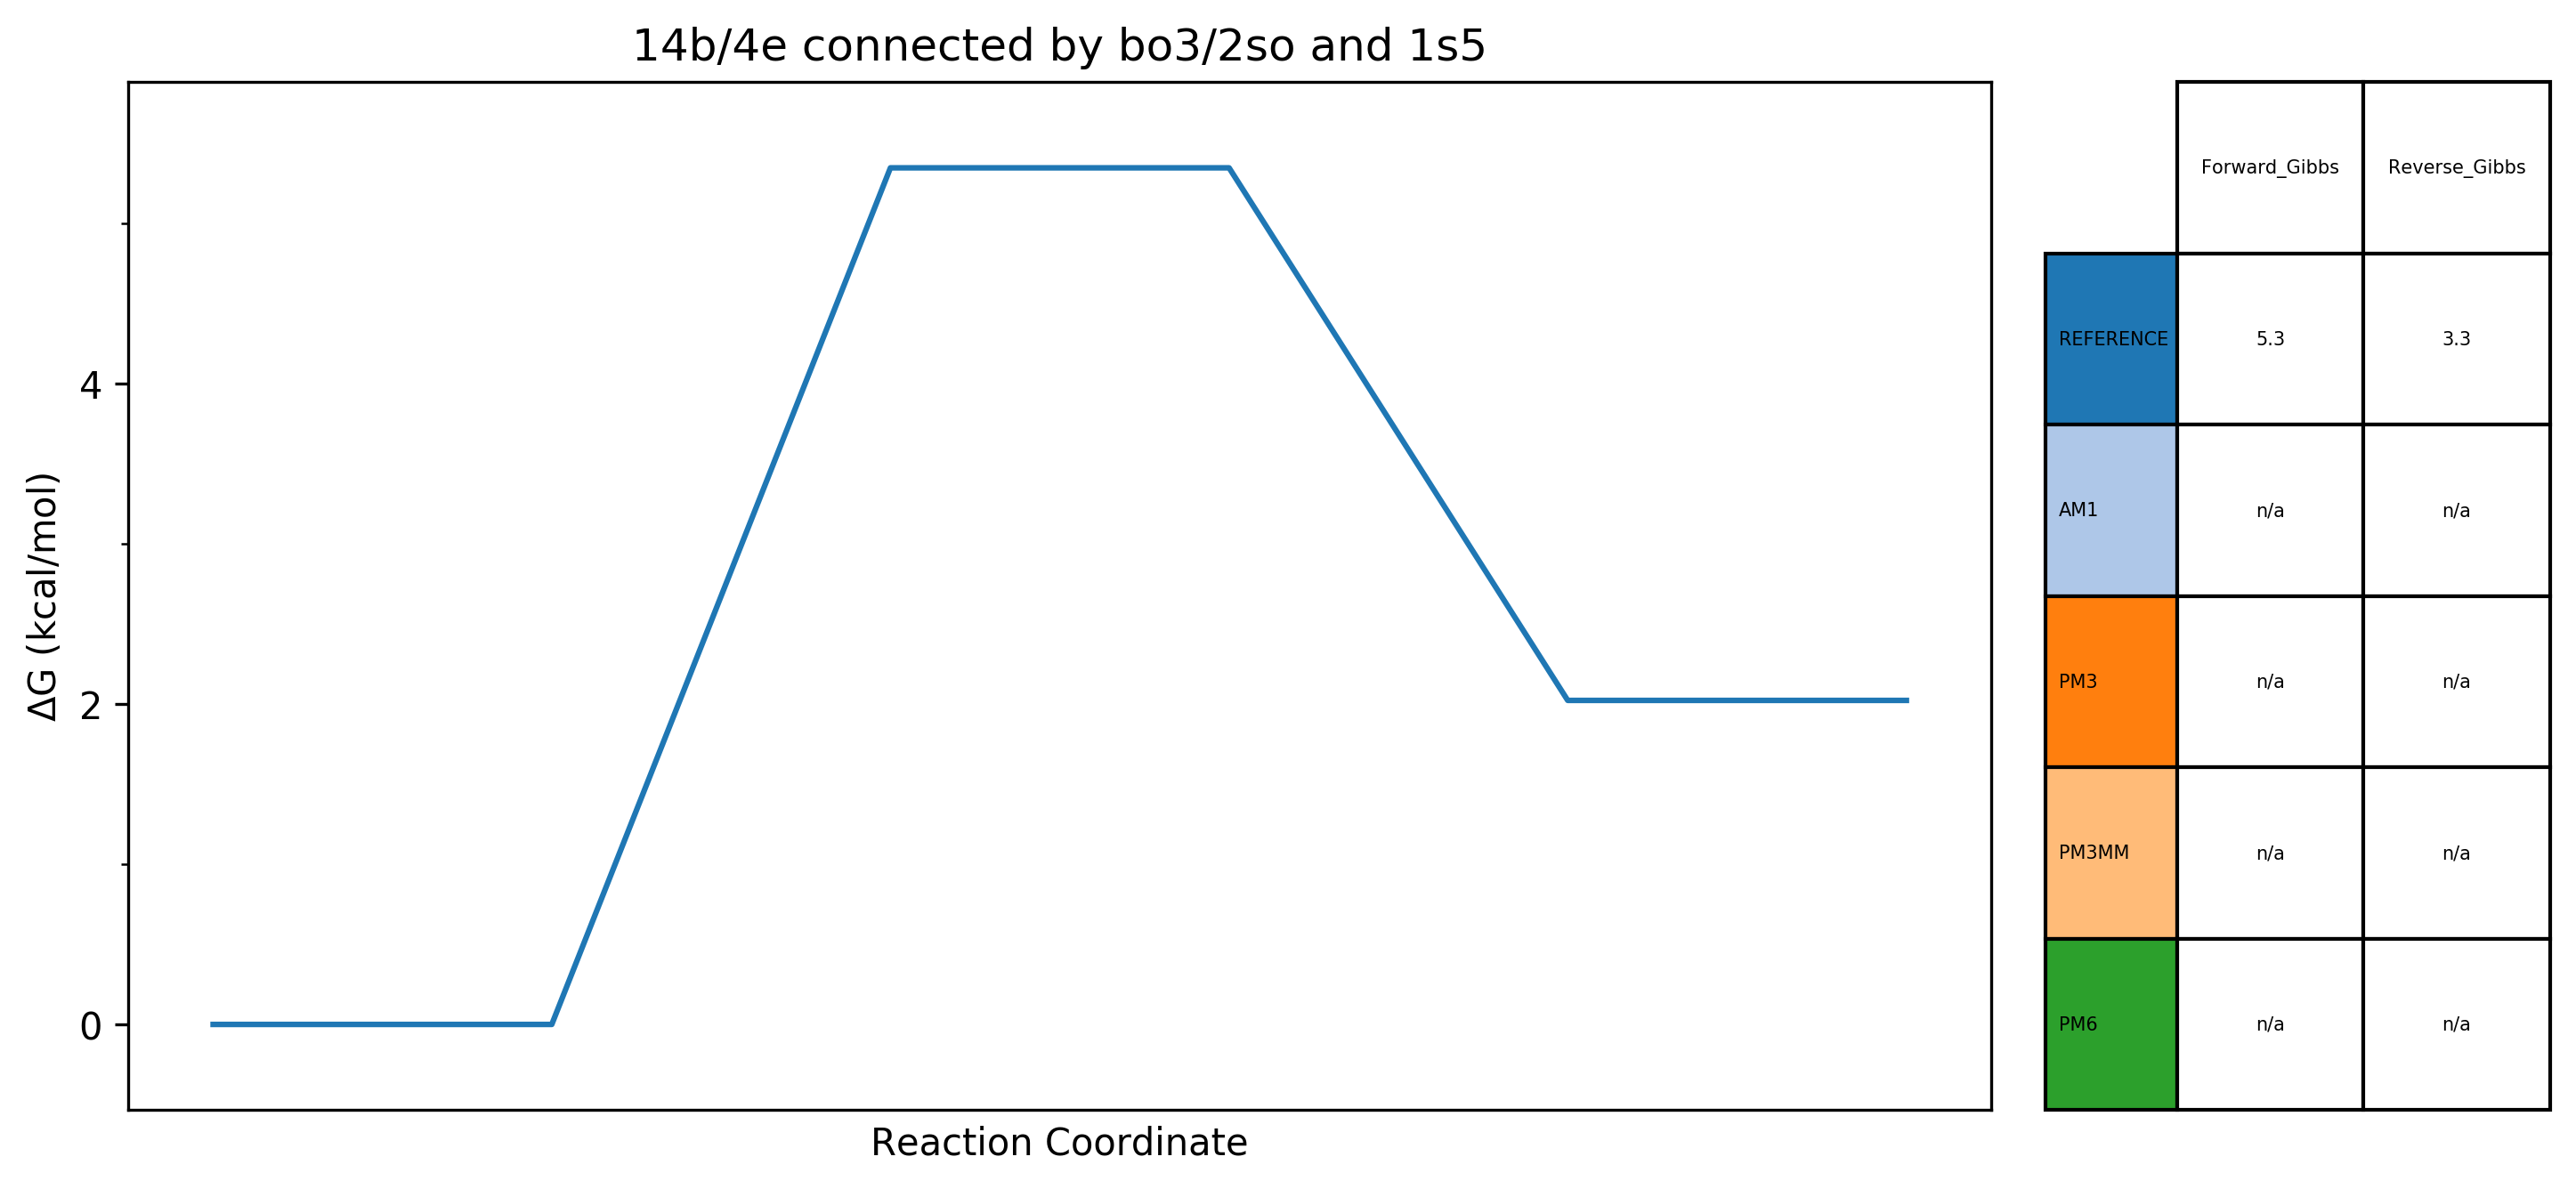 14b/4e connected by bo3/2so and 1s5
ΔG (kcal/mol)
4
2
0
Reaction Coordinate
Forward_Gibbs Reverse_Gibbs
REFERENCE 5.3 3.3
AM1 n/a n/a
PM3 n/a n/a
PM3MM n/a n/a
PM6 n/a n/a